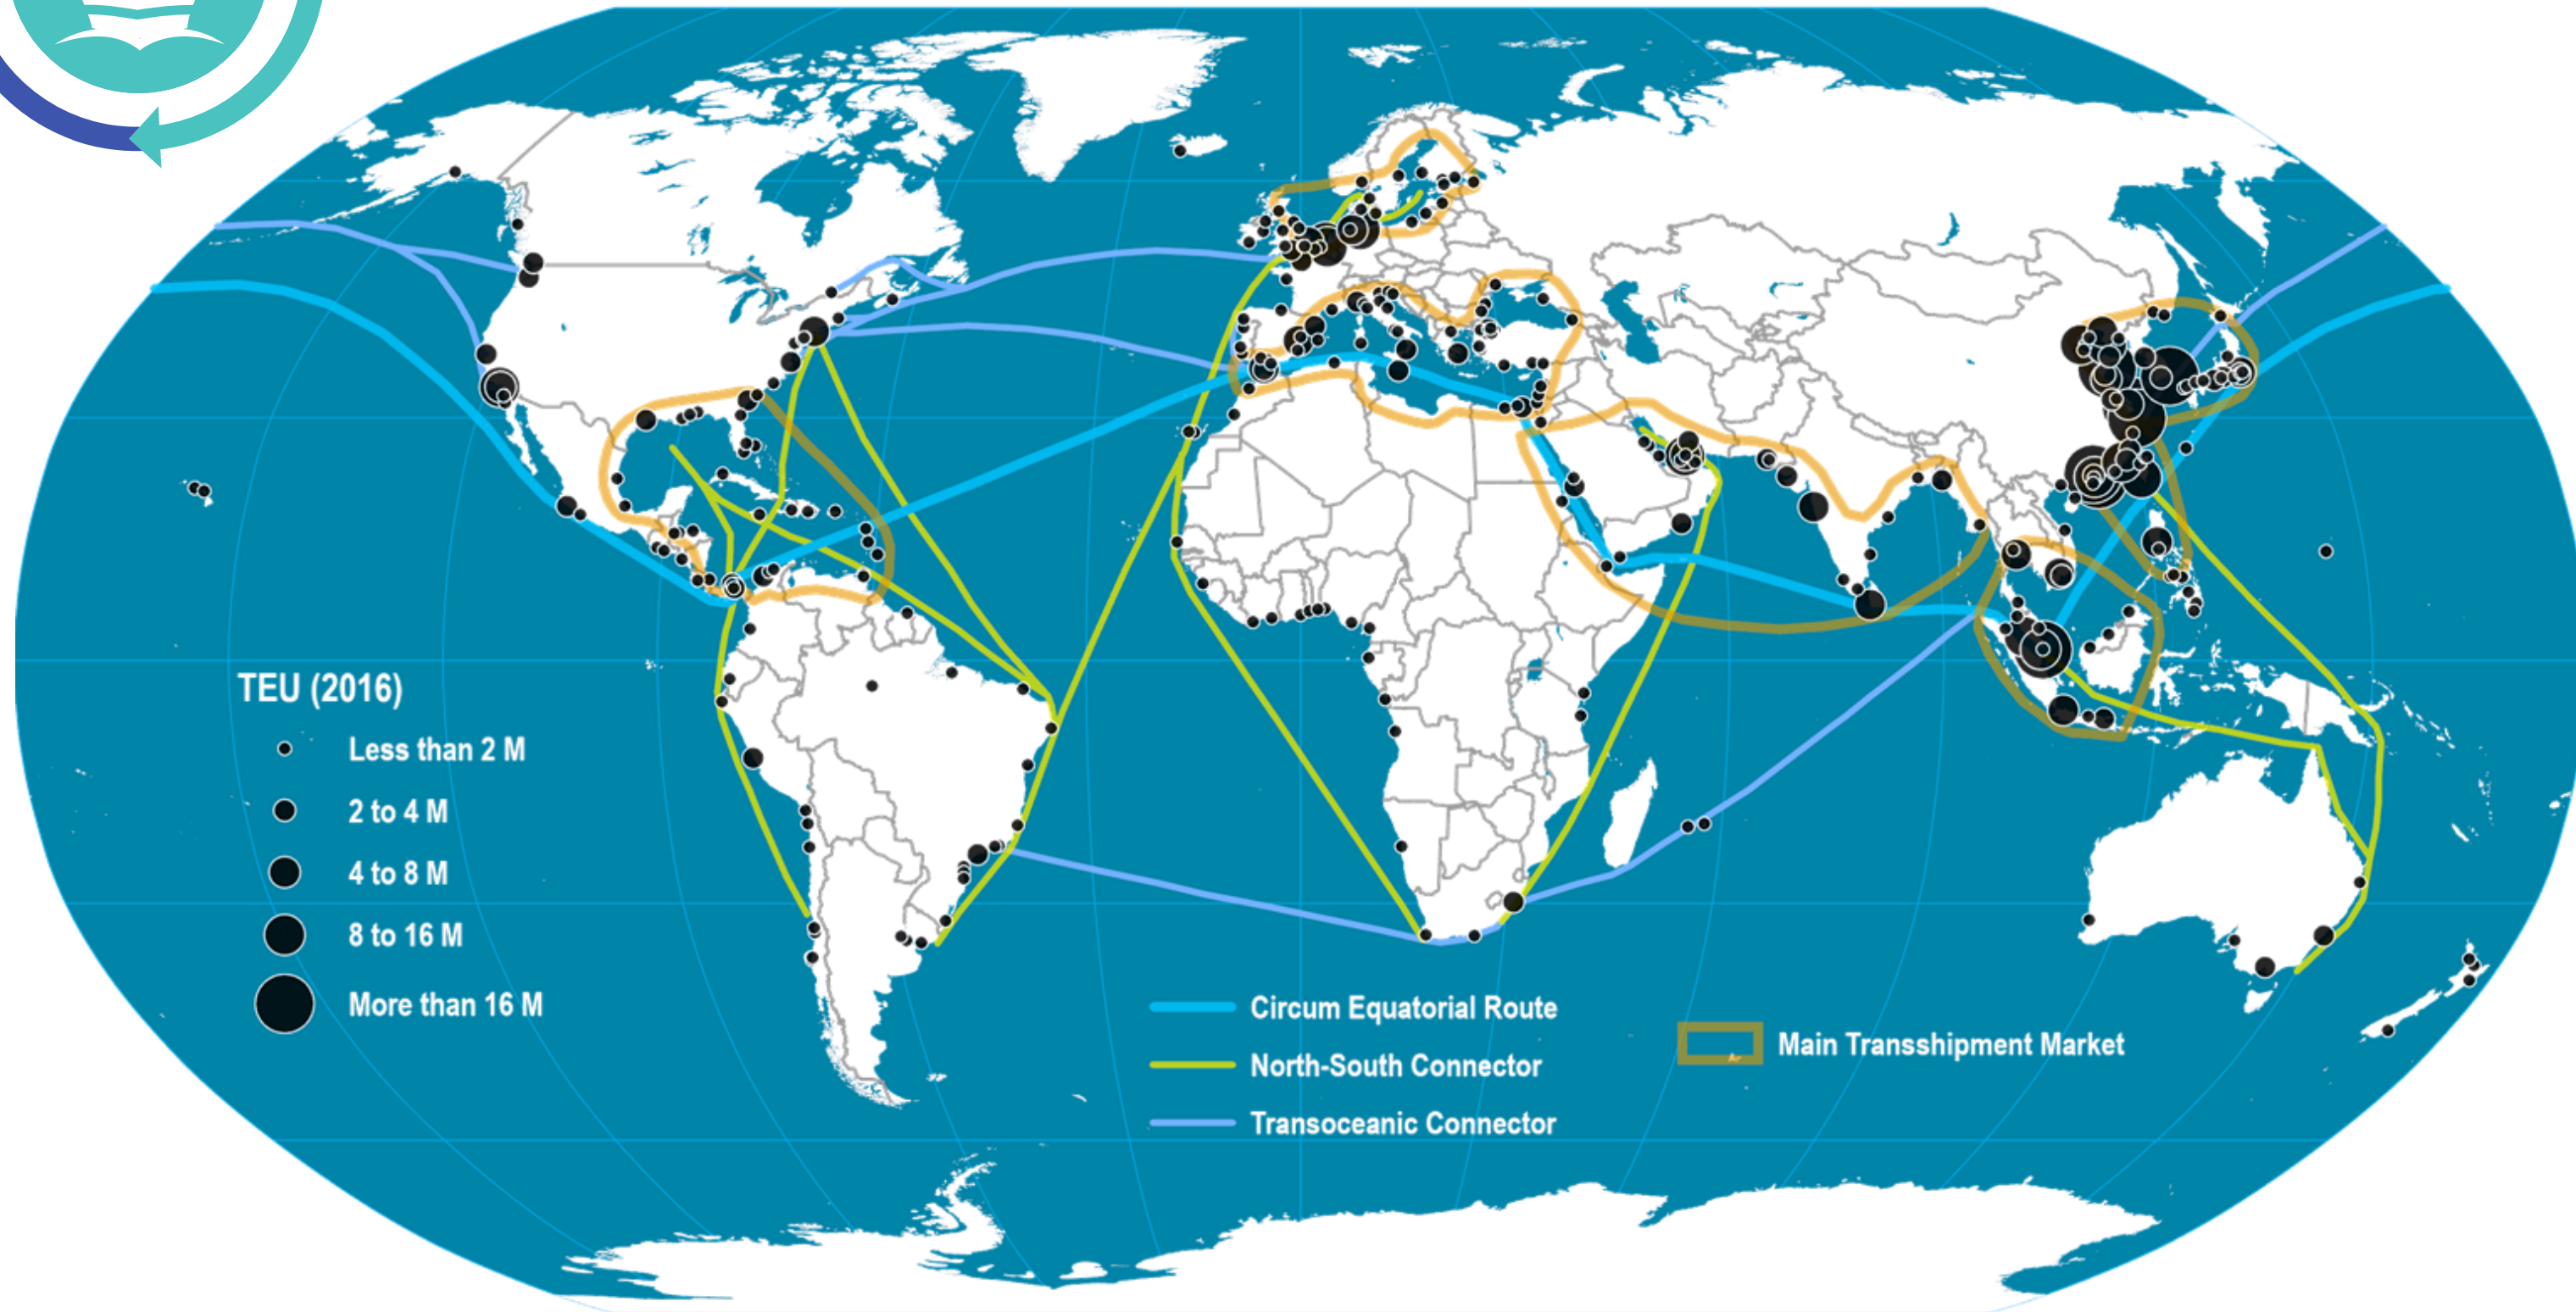 TEU (2016)
Less than 2 M
2 to 4 M
4 to 8 M
8 to 16 M
More than 16 M
Circum Equatorial Route
North-South Connector
Transoceanic Connector
Main Transshipment Market